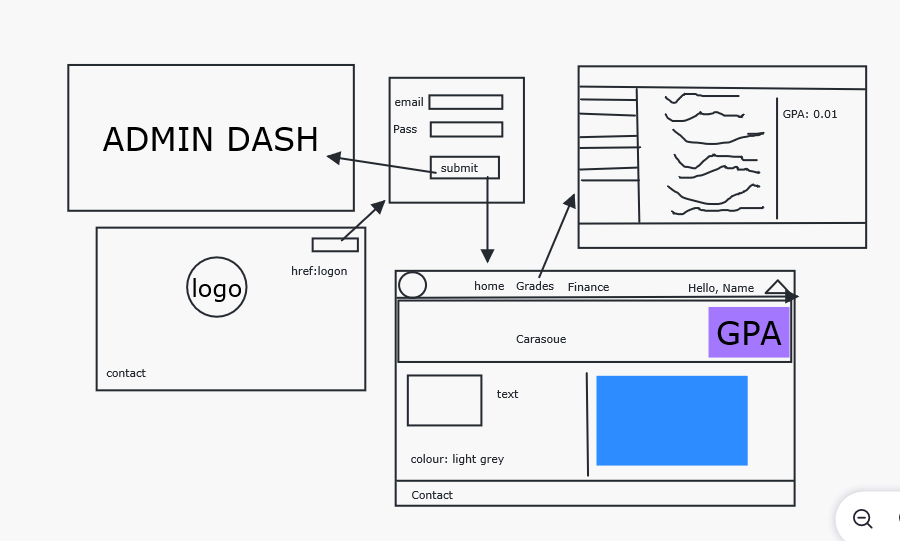 ADMIN DASH
email
Pass
submit
GPA: 0.01
href:logon
logo
contact
home Grades Finance Hello, Name
Carasoue
GPA
text
colour: light grey
Contact